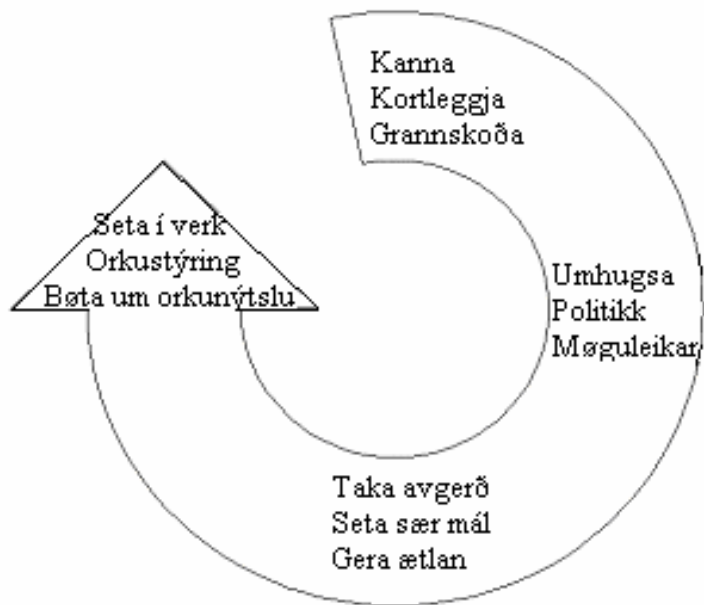 Kanna
Kortleggja
Grannskoða
Umhugsa
Politikk
Møguleikar
Taka avgerð
Seta sær mál
Gera ætlan
Seta í verk
Orkustýring
Bøta um orkunýtslu